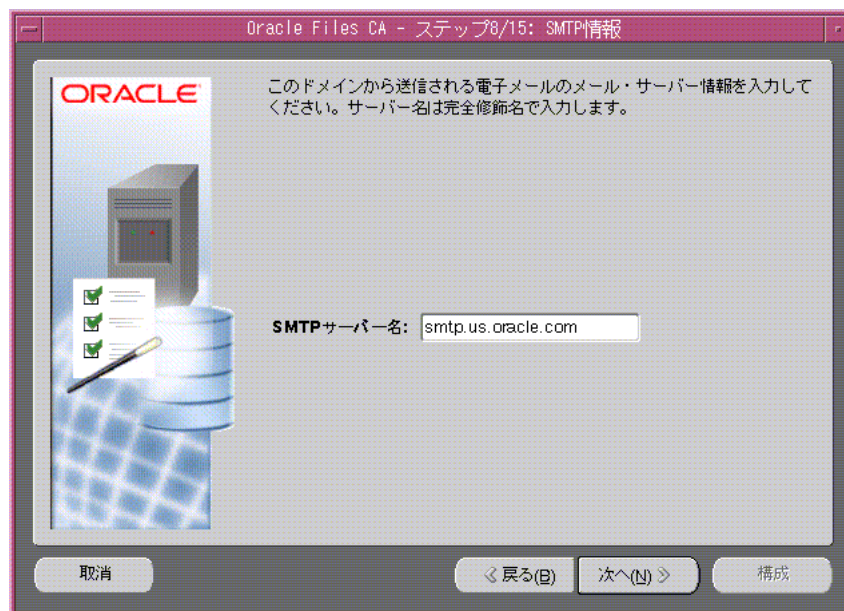 Oracle Files CA - ステップ8/15: SMTP情報
ORACLE
このドメインから送信される電子メールのメール・サーバー情報を入力して
ください。サーバー名は完全修飾名で入力します。
SMTPサーバー名: smtp.us.oracle.com
取消
戻る(B)
次へ(N)
構成